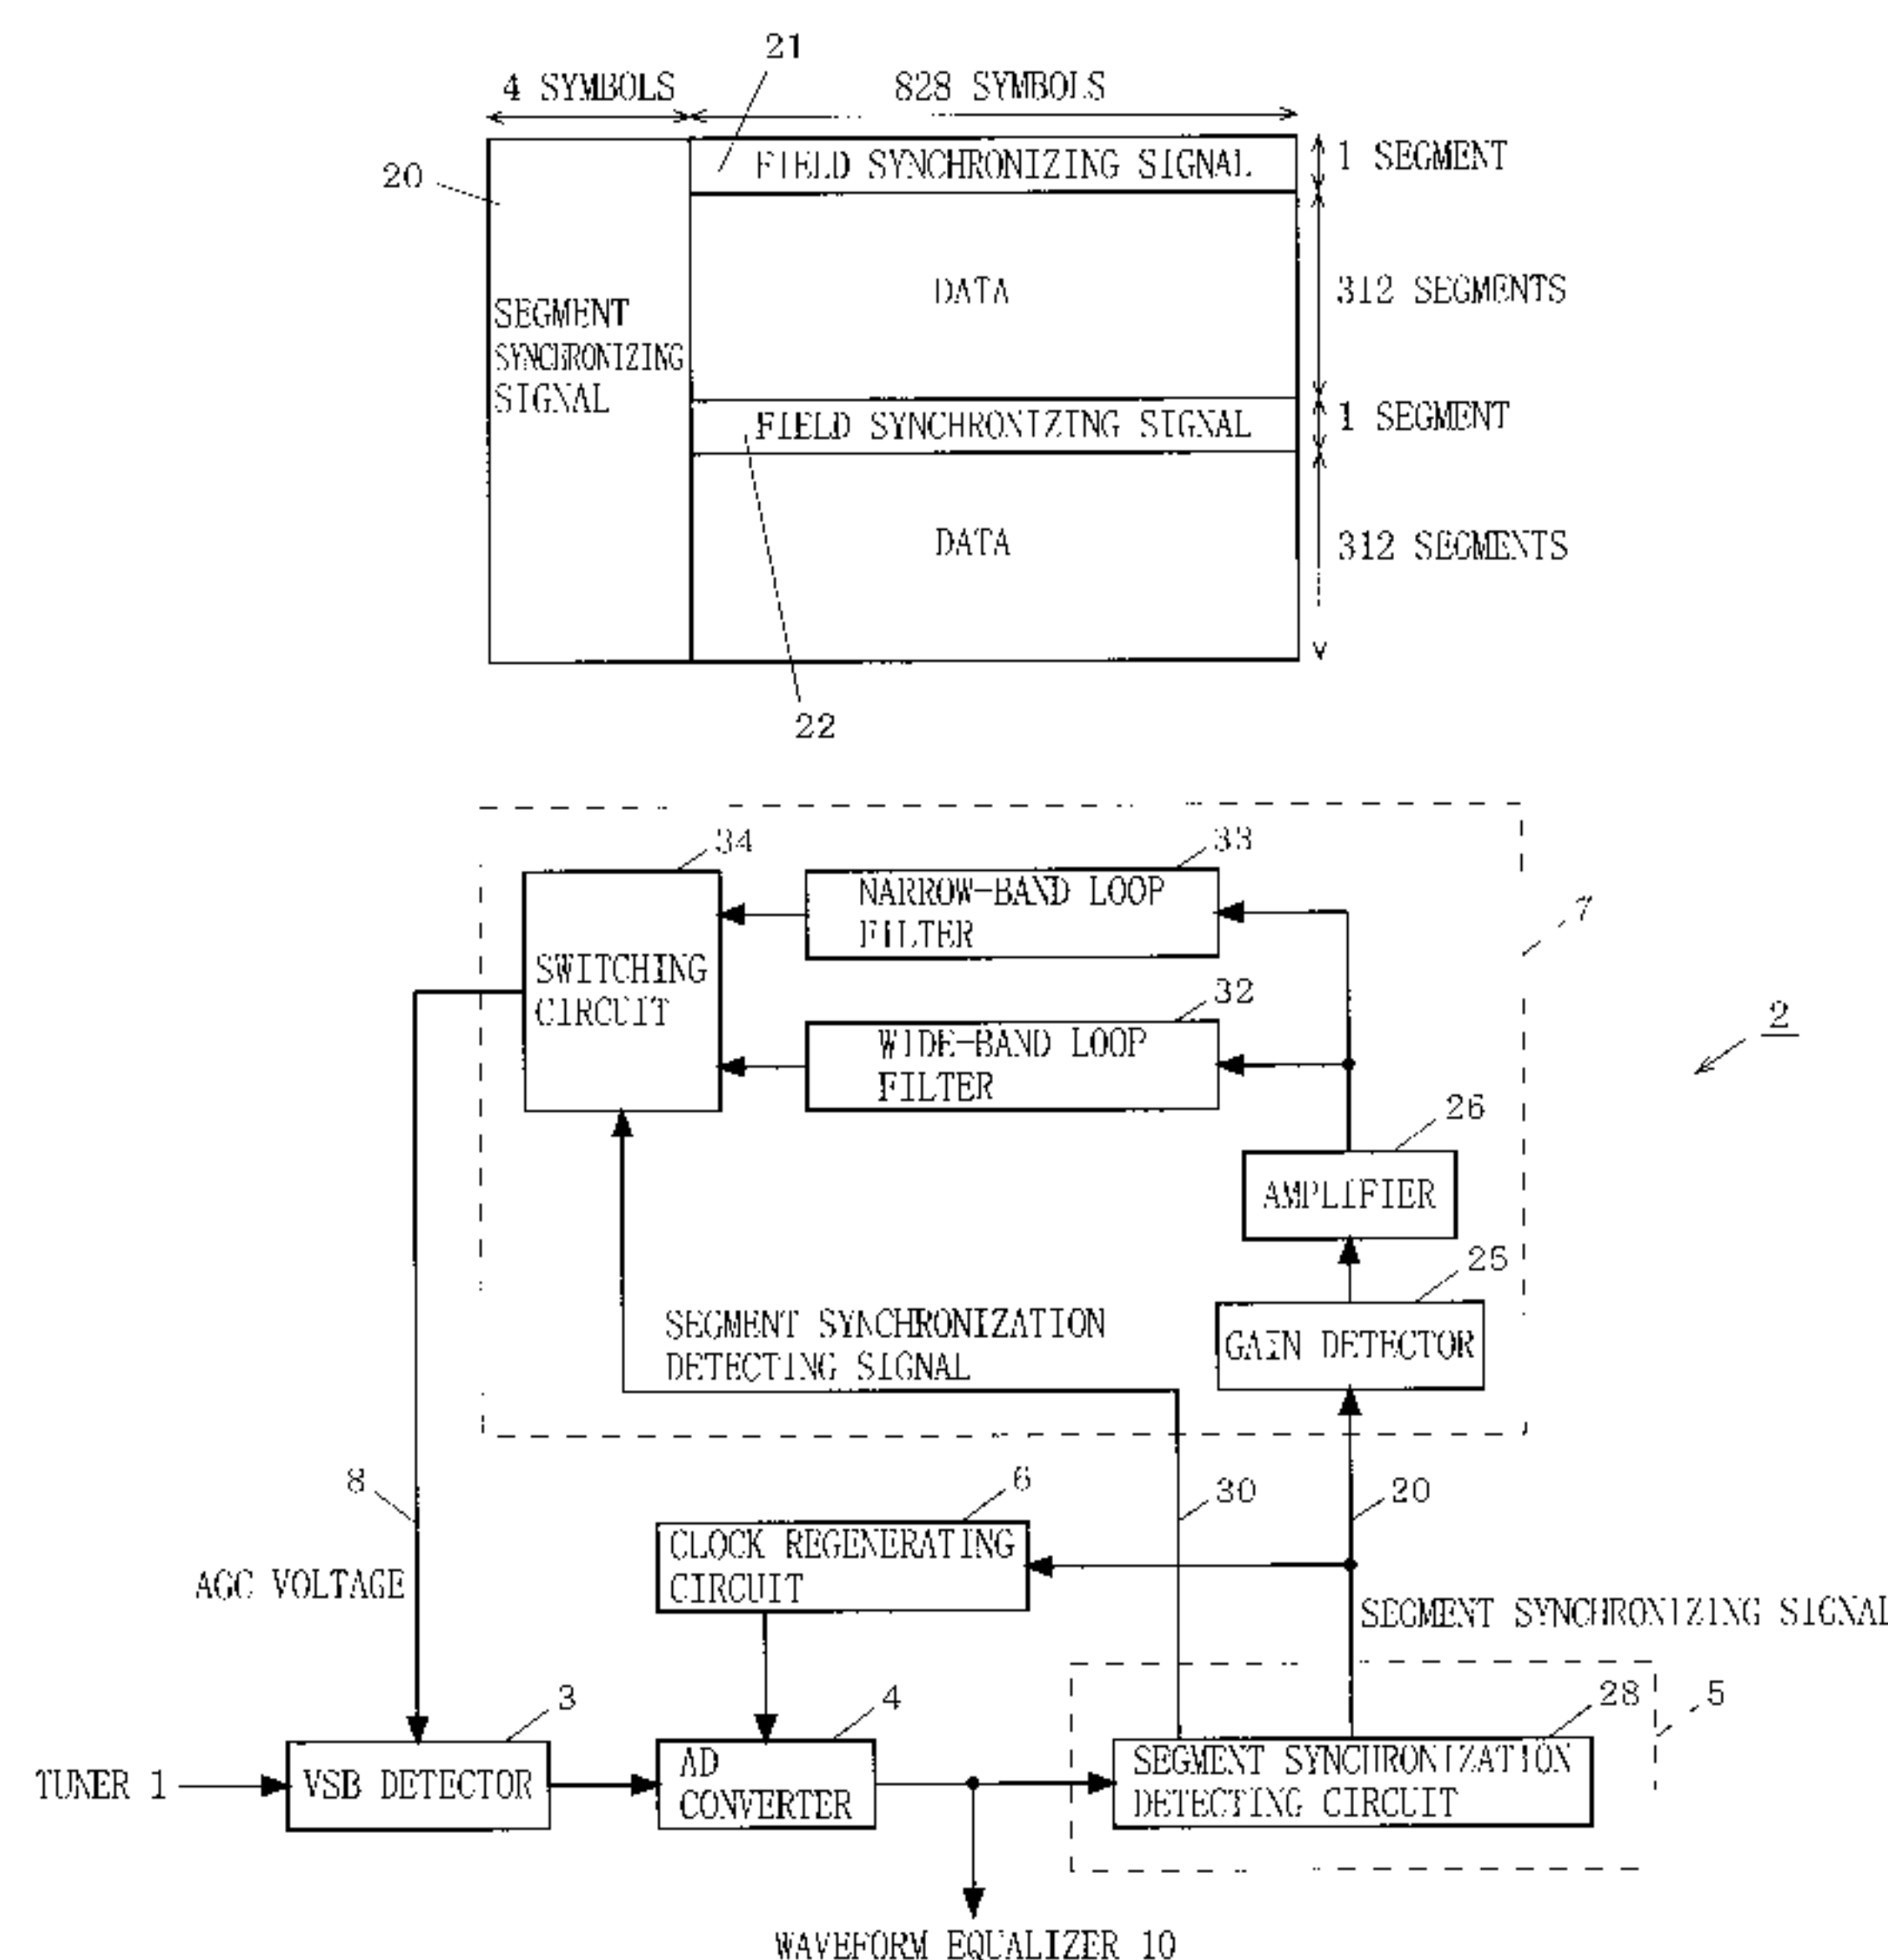 21
4 SYMBOLS
828 SYMBOLS
20
FIELD SYNCHRONIZING SIGNAL
1 SEGMENT
DATA
312 SEGMENTS
SEGMENT
SYNCHRONIZING
SIGNAL
FIELD SYNCHRONIZING SIGNAL
1 SEGMENT
DATA
312 SEGMENTS
22
34
33
NARROW-BAND LOOP
FILTER
7
SWITCHING
CIRCUIT
32
WIDE-BAND LOOP
FILTER
2
26
AMPLIFIER
25
GAIN DETECTOR
SEGMENT SYNCHRONIZATION
DETECTING SIGNAL
8
6
30
20
CLOCK REGENERATING
CIRCUIT
AGC VOLTAGE
SEGMENT SYNCHRONIZING SIGNAL
3
4
28
5
TUNER 1
VSB DETECTOR
AD
CONVERTER
SEGMENT SYNCHRONIZATION
DETECTING CIRCUIT
WAVEFORM EQUALIZER 10